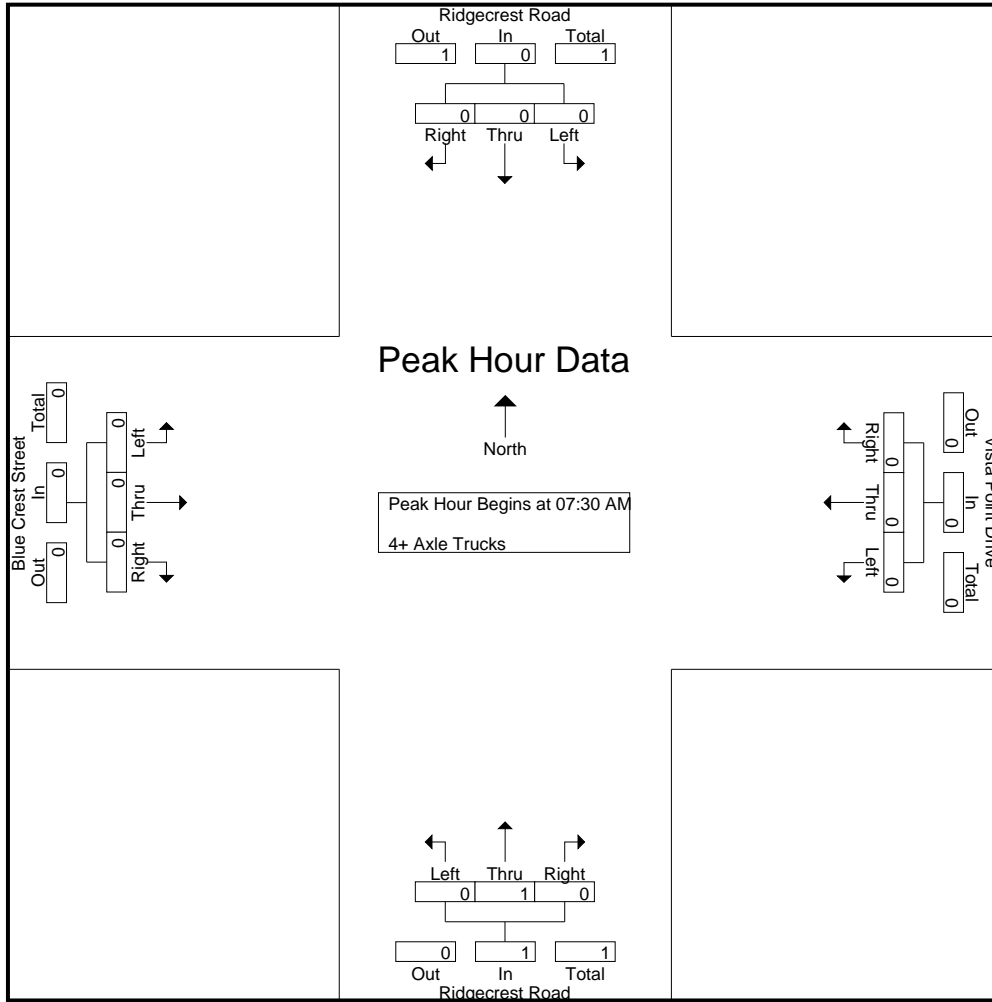 Ridgecrest Road
Out In Total
1 0 1
0 0 0
Right Thru Left
Peak Hour Data
North
Peak Hour Begins at 07:30 AM
4+ Axle Trucks
Blue Crest Street
Total In Out
0 0 0
0 0 0
Left Thru Right
Vista Point Drive
Out In Total
0 0 0
0 0 0
Right Thru Left
Left Thru Right
0 1 0
0 1 1
Out In Total
Ridgecrest Road